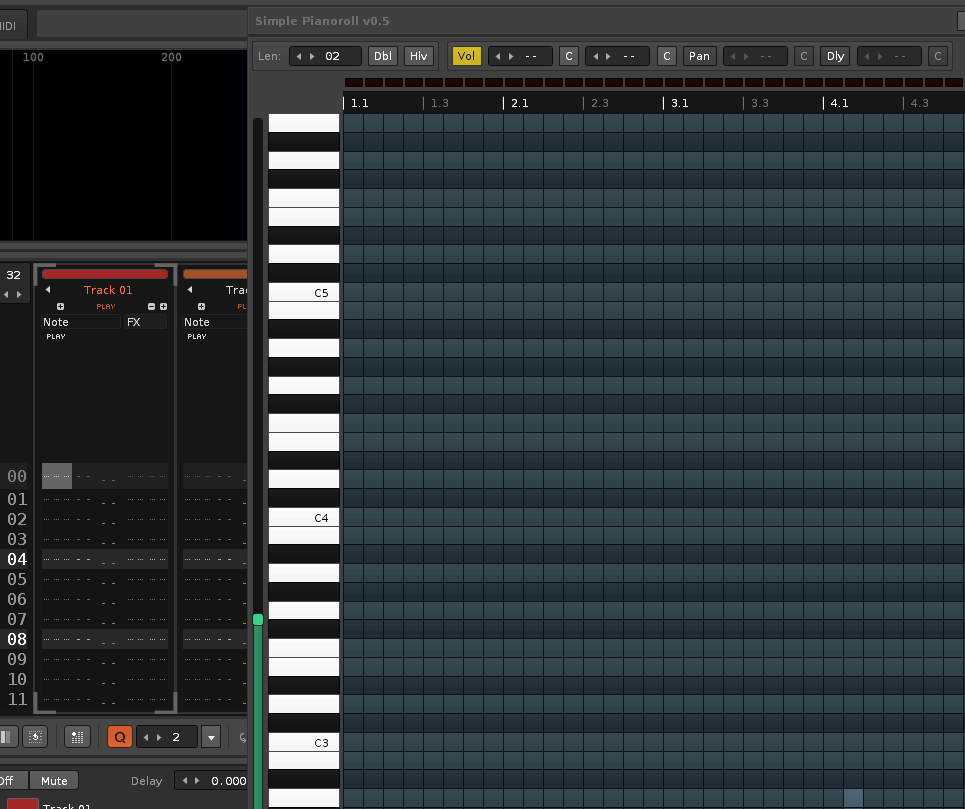 Simple Pianoroll v0.5
IDI
Len: 02 Dbl Hlv Vol -- C -- C Pan -- C Dly -- C
100 200
1.1 1.3 2.1 2.3 3.1 3.3 4.1 4.3
32
Track 01 Tra
PLAY PL
Note FX Note
PLAY PLAY
C5
00
01
02
C4
03
04
05
06
07
08
09
10
11
Q 2
C3
Off Mute Delay 0.000
Track 01